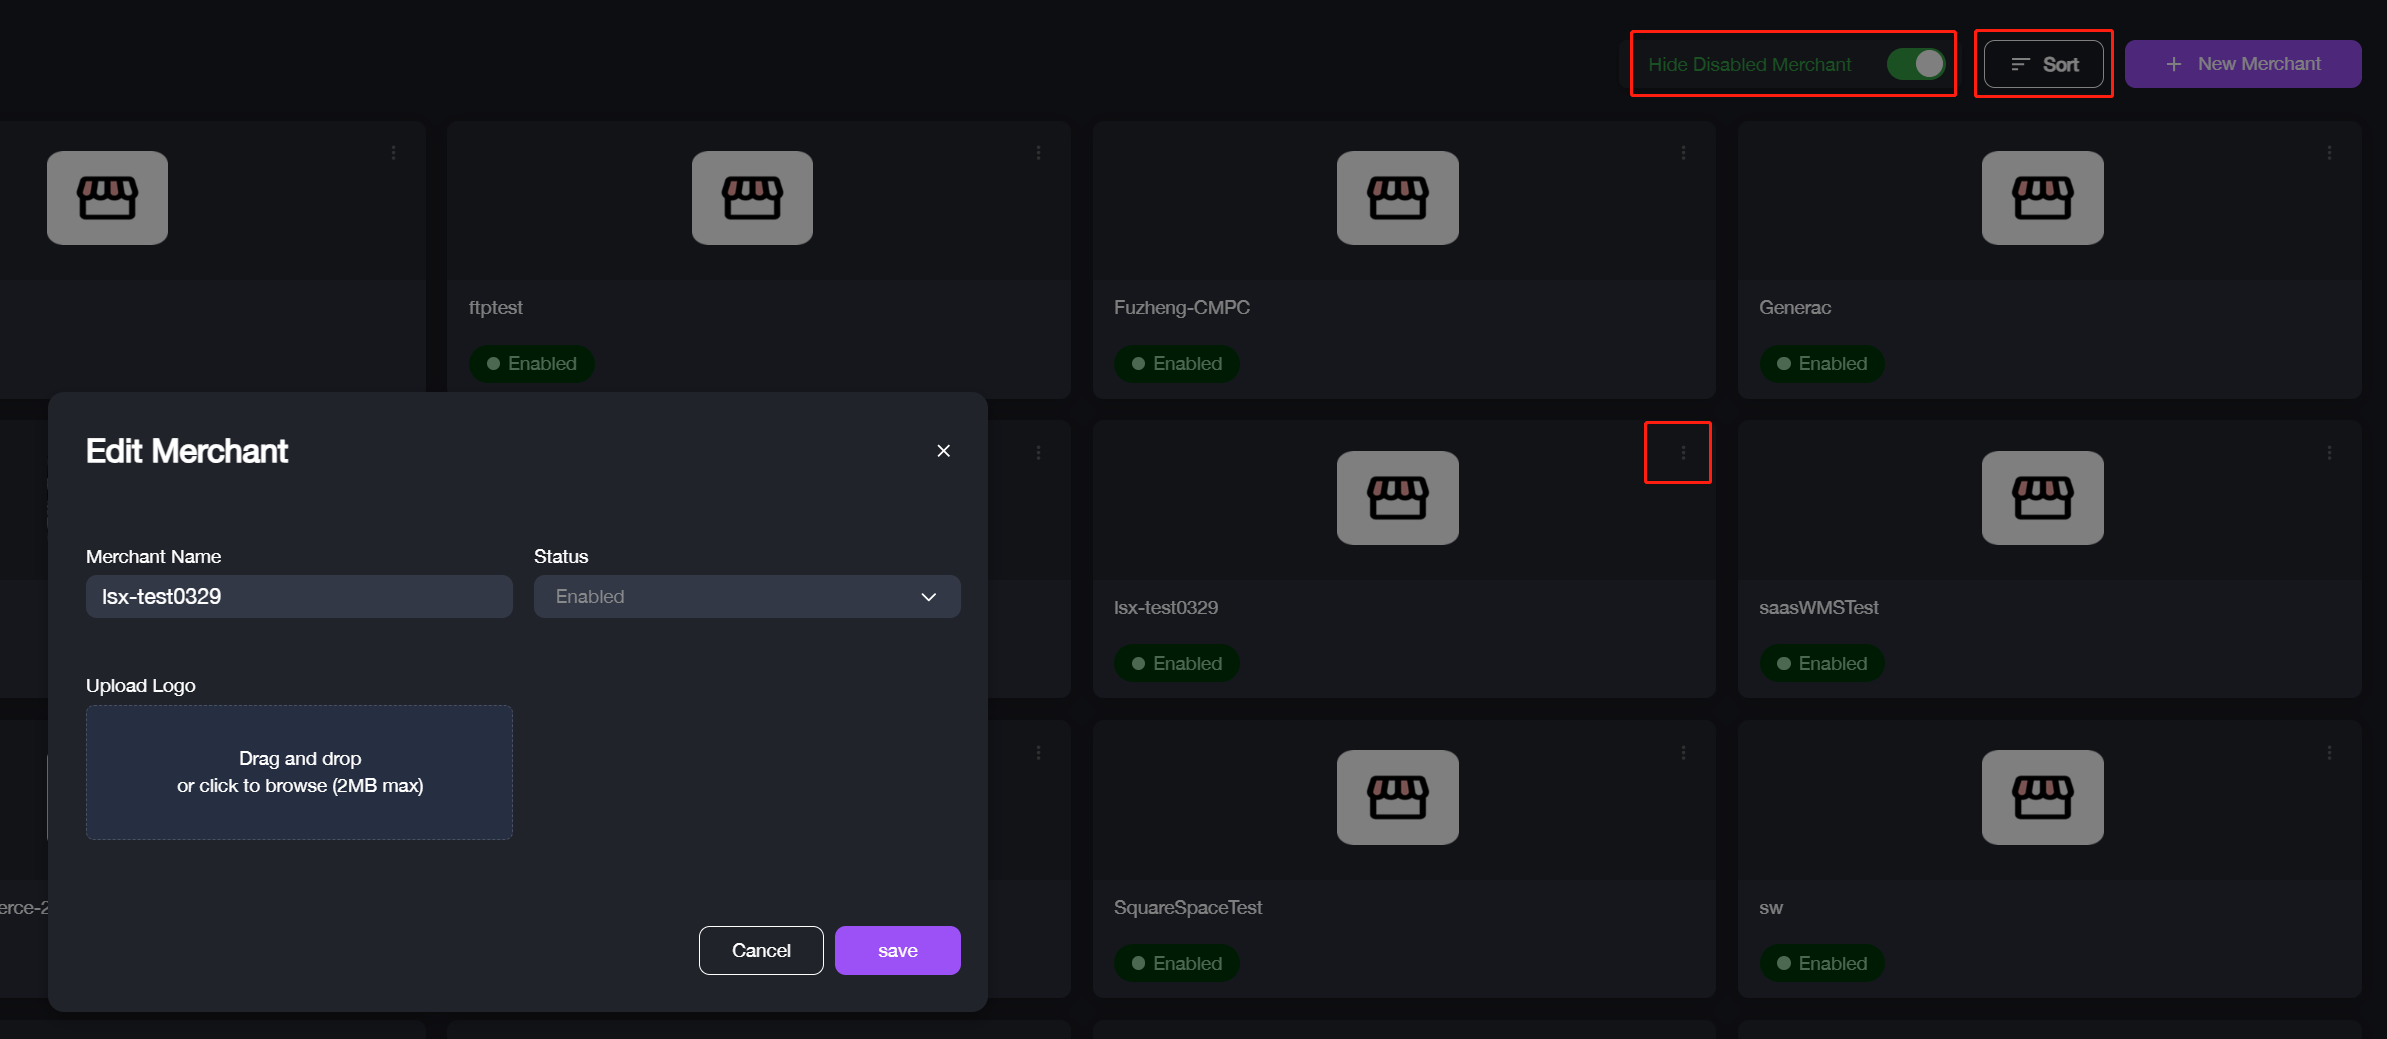 Hide Disabled Merchant
Sort
+ New Merchant
ftptest
Fuzheng-CMPC
Generac
Enabled
Enabled
Enabled
Edit Merchant
Merchant Name
Status
lsx-test0329
Enabled
Upload Logo
Drag and drop
or click to browse (2MB max)
Cancel
save
lsx-test0329
saasWMSTest
Enabled
Enabled
erce-2
SquareSpaceTest
sw
Enabled
Enabled